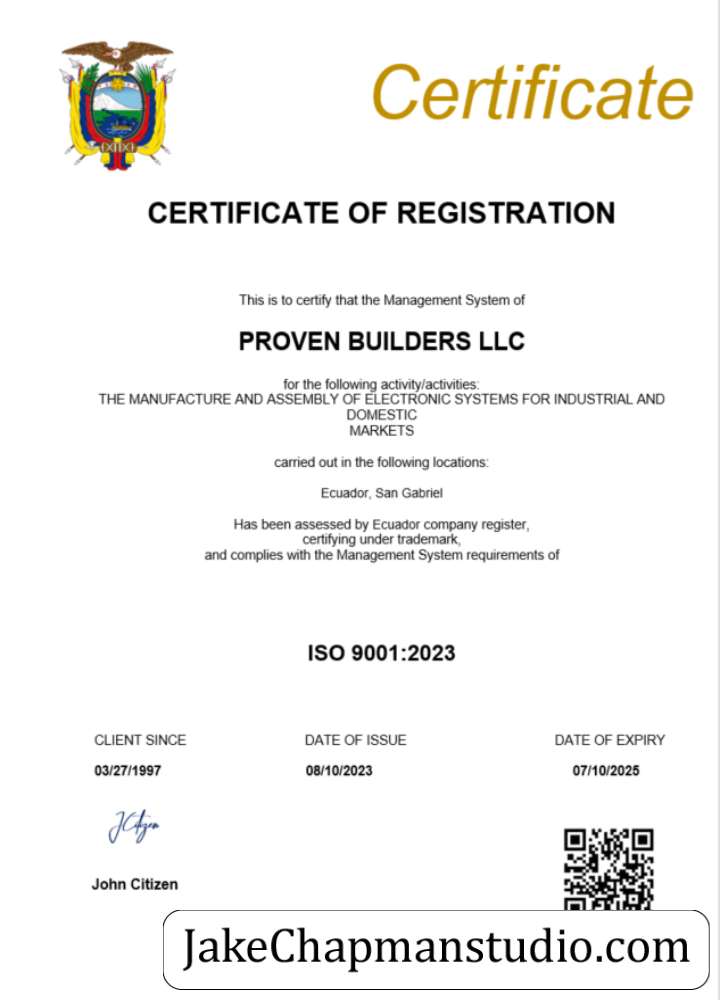 Certificate
CERTIFICATE OF REGISTRATION
This is to certify that the Management System of
PROVEN BUILDERS LLC
for the following activity/activities:
THE MANUFACTURE AND ASSEMBLY OF ELECTRONIC SYSTEMS FOR INDUSTRIAL AND
DOMESTIC
MARKETS
carried out in the following locations:
Ecuador, San Gabriel
Has been assessed by Ecuador company register,
certifying under trademark,
and complies with the Management System requirements of
ISO 9001:2023
CLIENT SINCE DATE OF ISSUE DATE OF EXPIRY
03/27/1997 08/10/2023 07/10/2025
JCitizen
John Citizen
JakeChapmanstudio.com